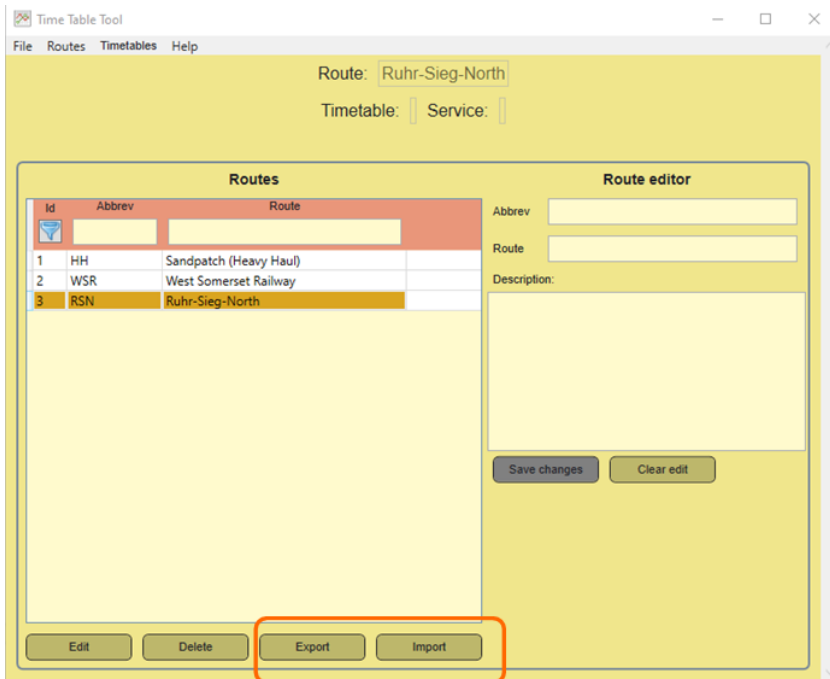 Time Table Tool
File Routes Timetables Help
Route: Ruhr-Sieg-North
Timetable: Service:
Routes
Id Abbrev Route
1 HH Sandpatch (Heavy Haul)
2 WSR West Somerset Railway
3 RSN Ruhr-Sieg-North
Edit Delete Export Import
Route editor
Abbrev
Route
Description:
Save changes Clear edit